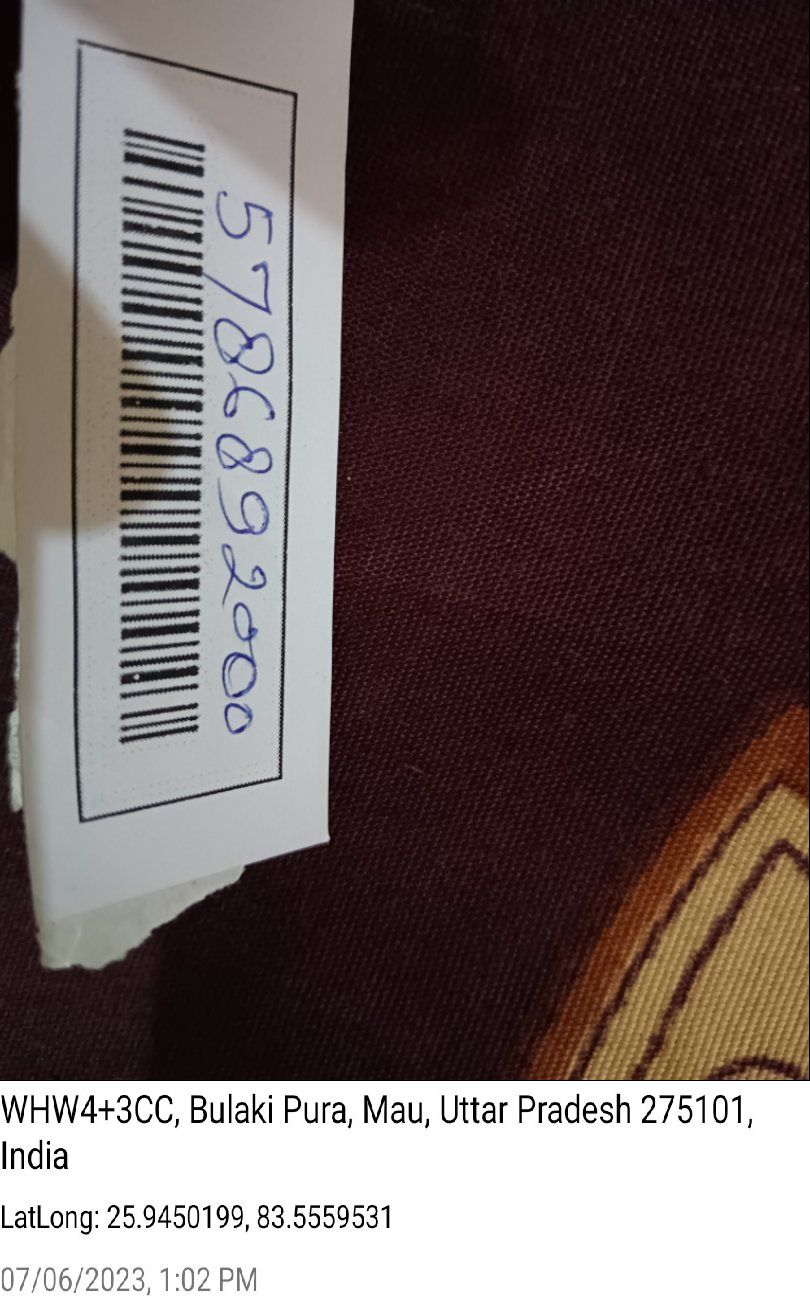 5786892000
WHW4+3CC, Bulaki Pura, Mau, Uttar Pradesh 275101,
India
LatLong: 25.9450199, 83.5559531
07/06/2023, 1:02 PM